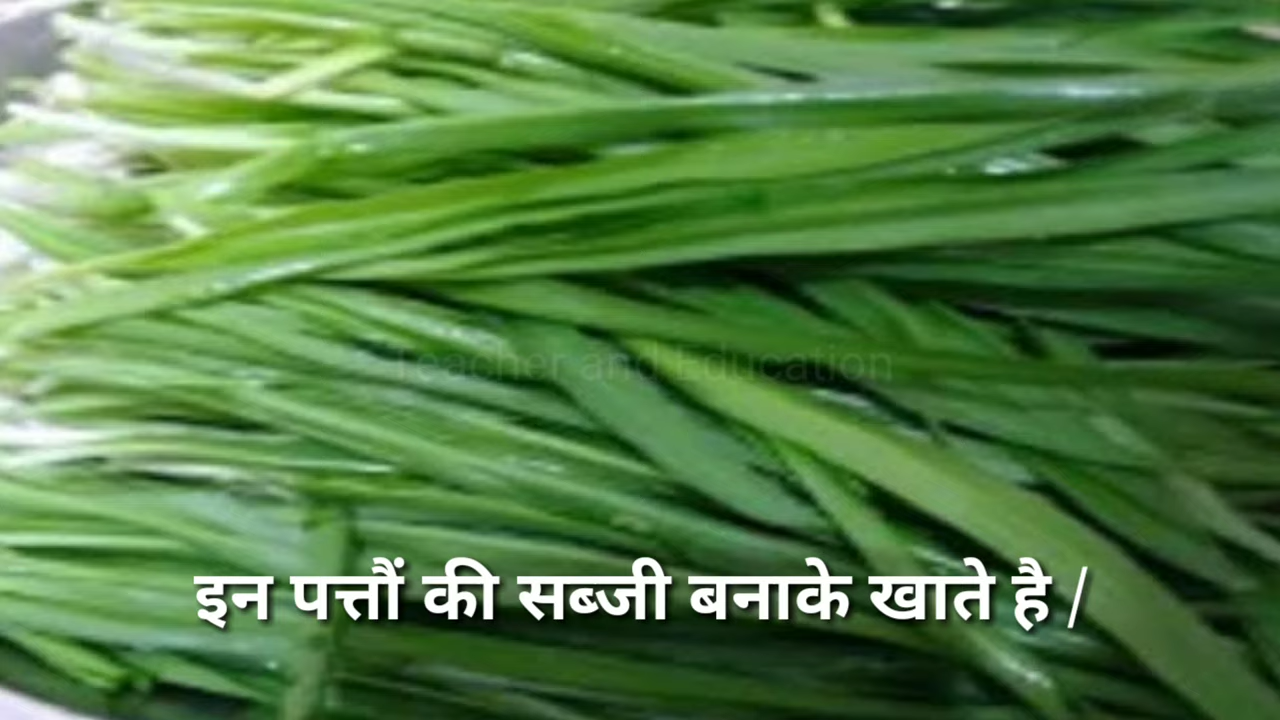 Teacher and Education
इन पत्तौं की सब्जी बनाके खाते है /